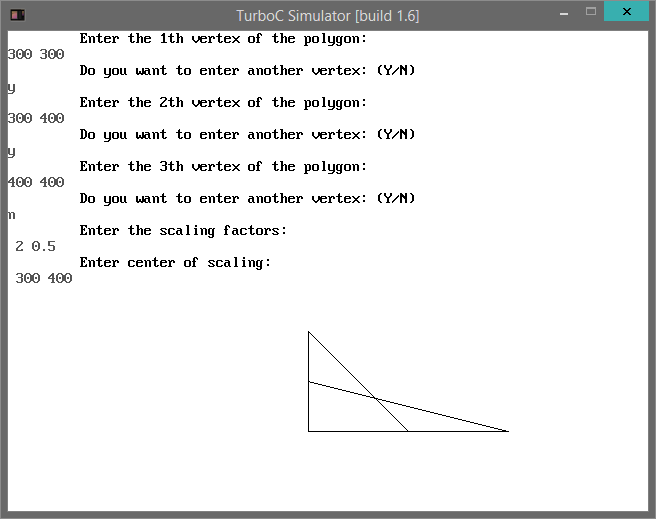 TurboC Simulator [build 1.6]
Enter the 1th vertex of the polygon:
300 300
Do you want to enter another vertex: (Y/N)
y
Enter the 2th vertex of the polygon:
300 400
Do you want to enter another vertex: (Y/N)
y
Enter the 3th vertex of the polygon:
400 400
Do you want to enter another vertex: (Y/N)
n
Enter the scaling factors:
2 0.5
Enter center of scaling:
300 400